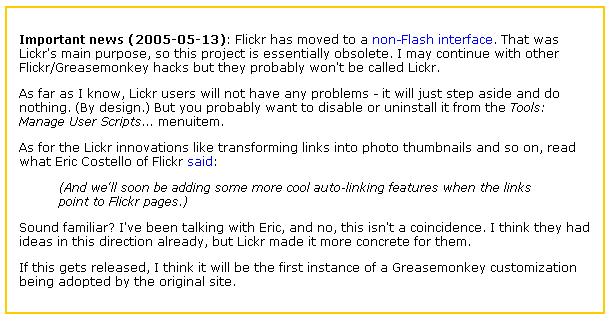 Important news (2005-05-13): Flickr has moved to a non-Flash interface. That was
Lickr's main purpose, so this project is essentially obsolete. I may continue with other
Flickr/Greasemonkey hacks but they probably won't be called Lickr.
As far as I know, Lickr users will not have any problems - it will just step aside and do
nothing. (By design.) But you probably want to disable or uninstall it from the Tools:
Manage User Scripts... menuitem.
As for the Lickr innovations like transforming links into photo thumbnails and so on, read
what Eric Costello of Flickr said:
(And we'll soon be adding some more cool auto-linking features when the links
point to Flickr pages.)
Sound familiar? I've been talking with Eric, and no, this isn't a coincidence. I think they had
ideas in this direction already, but Lickr made it more concrete for them.
If this gets released, I think it will be the first instance of a Greasemonkey customization
being adopted by the original site.